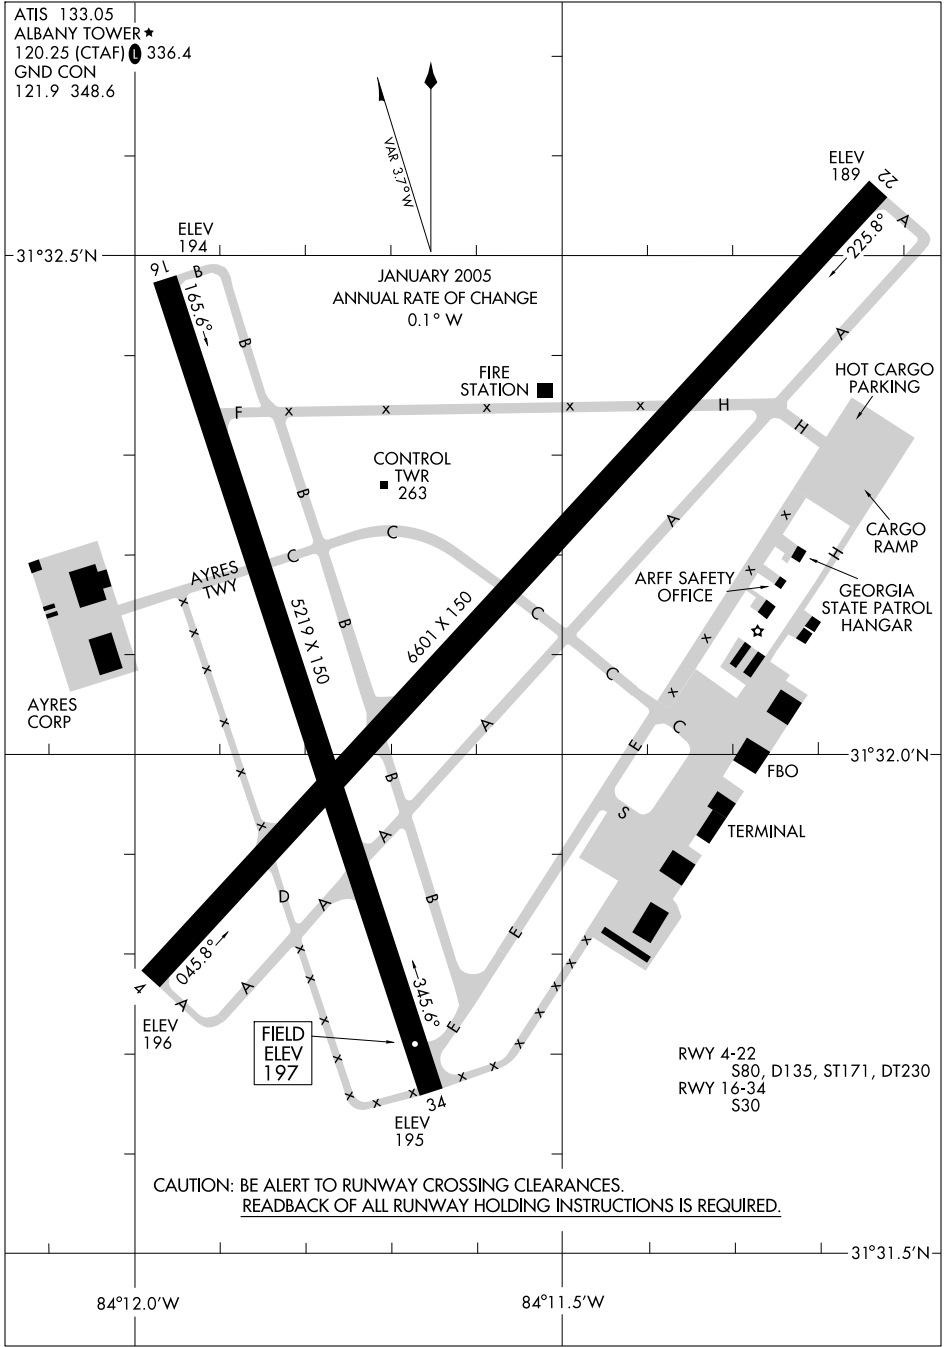 ATIS 133.05
ALBANY TOWER★
120.25 (CTAF) L 336.4
GND CON
121.9 348.6
VAR 3.7°W
JANUARY 2005
ANNUAL RATE OF CHANGE
0.1° W
ELEV
189
22
225.8°
A
A
ELEV
194
31°32.5'N
16
B
165.6°
B
FIRE
STATION
HOT CARGO
PARKING
F
x
x
x
x
x
H
H
CONTROL
TWR
263
B
A
x
CARGO
RAMP
C
C
H
AYRES
TWY
x
ARFF SAFETY
OFFICE
GEORGIA
STATE PATROL
HANGAR
x
x
5219 X 150
B
6601 X 150
C
x
x
C
x
AYRES
CORP
x
A
C
E
31°32.0'N
x
B
FBO
S
TERMINAL
x
A
D
A
B
E
x
x
045.8°
345.6°
x
x
x
x
4
A
A
ELEV
196
x
E
x
FIELD
ELEV
197
x
x
x
x
x
x
x
34
ELEV
195
RWY 4-22
S80, D135, ST171, DT230
RWY 16-34
S30
CAUTION: BE ALERT TO RUNWAY CROSSING CLEARANCES.
READBACK OF ALL RUNWAY HOLDING INSTRUCTIONS IS REQUIRED.
31°31.5'N
84°12.0'W
84°11.5'W